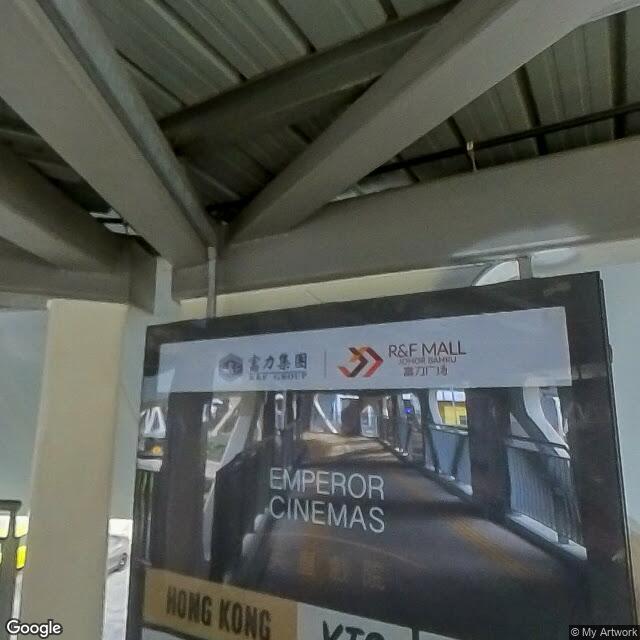 富力集团
R&F GROUP
R&F MALL
JOHOR BAHRU
富力广场
EMPEROR
CINEMAS
HONG KONG
Google
© My Artwork